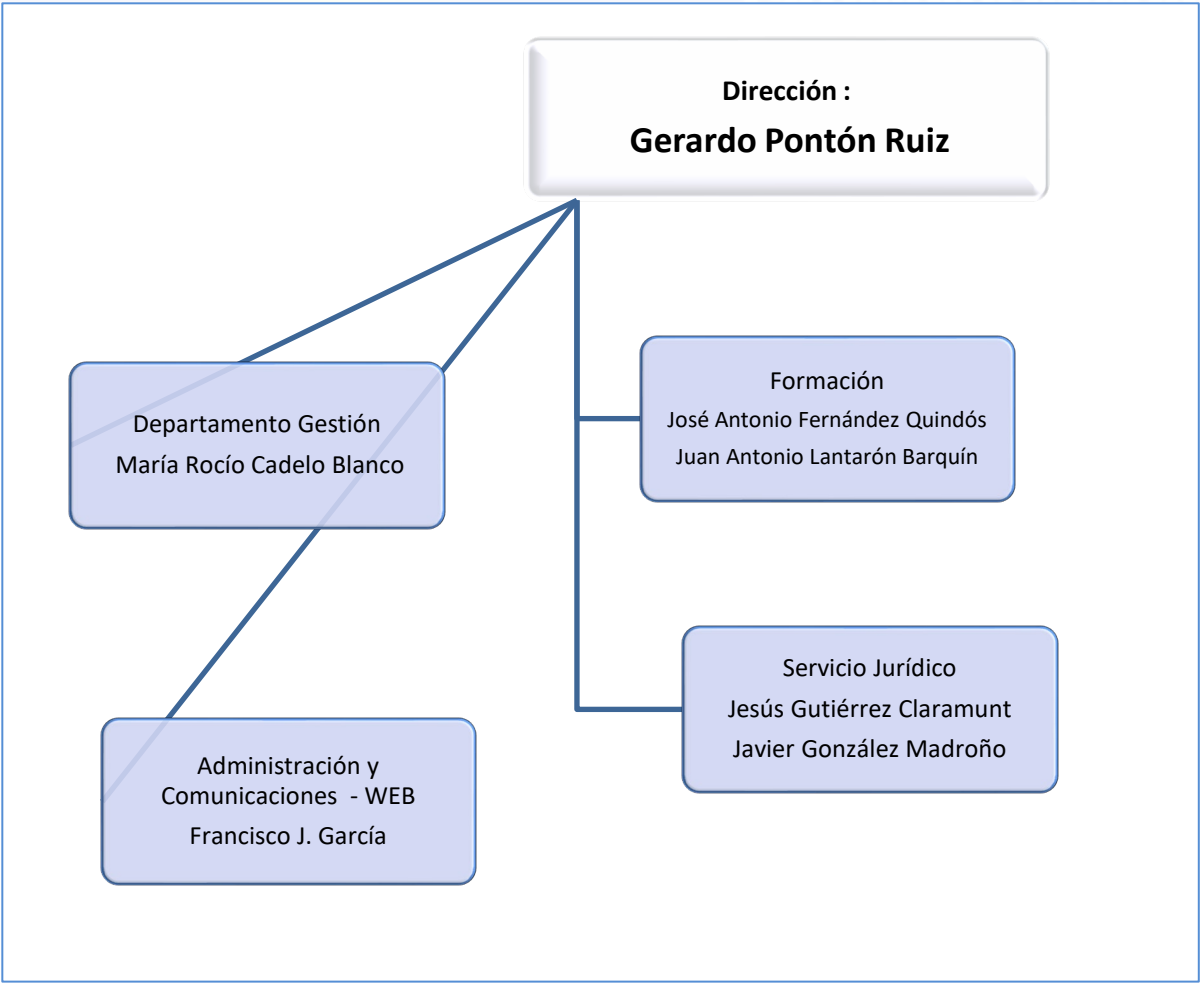 Dirección :
Gerardo Pontón Ruiz
Departamento Gestión
María Rocío Cadelo Blanco
Formación
José Antonio Fernández Quindós
Juan Antonio Lantarón Barquín
Administración y
Comunicaciones - WEB
Francisco J. García
Servicio Jurídico
Jesús Gutiérrez Claramunt
Javier González Madroño